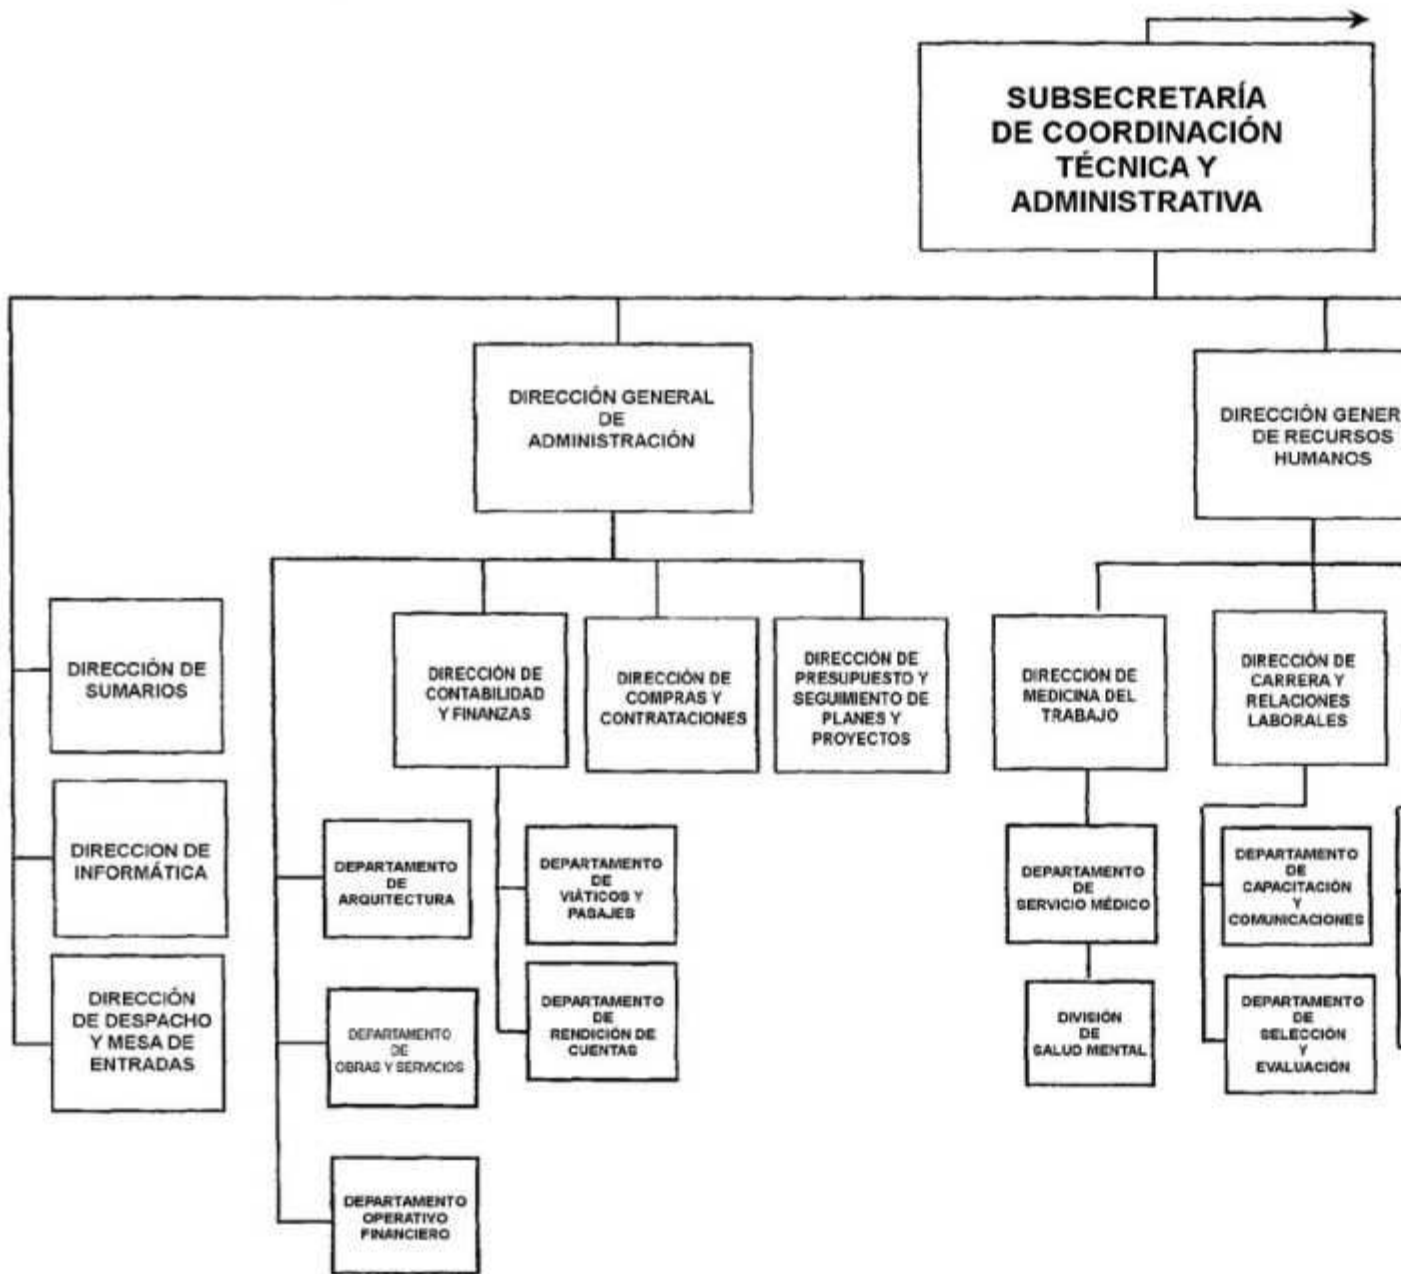 SUBSECRETARÍA
DE COORDINACIÓN
TÉCNICA Y
ADMINISTRATIVA
DIRECCIÓN GENERAL
DE
ADMINISTRACIÓN
DIRECCIÓN GENER
DE RECURSOS
HUMANOS
DIRECCIÓN DE
SUMARIOS
DIRECCION DE
INFORMÁTICA
DIRECCIÓN
DE DESPACHO
Y MESA DE
ENTRADAS
DIRECCIÓN DE
CONTABILIDAD
Y FINANZAS
DIRECCIÓN DE
COMPRAS Y
CONTRATACIONES
DIRECCIÓN DE
PRESUPUESTO Y
SEGUIMIENTO DE
PLANES Y
PROYECTOS
DIRECCIÓN DE
MEDICINA DEL
TRABAJO
DIRECCIÓN DE
CARRERA Y
RELACIONES
LABORALES
DEPARTAMENTO
DE
ARQUITECTURA
DEPARTAMENTO
DE
OBRAS Y SERVICIOS
DEPARTAMENTO
OPERATIVO
FINANCIERO
DEPARTAMENTO
DE
VIÁTICOS Y
PASAJES
DEPARTAMENTO
DE
RENDICIÓN DE
CUENTAS
DEPARTAMENTO
DE
SERVICIO MÉDICO
DIVISIÓN
DE
SALUD MENTAL
DEPARTAMENTO
DE
CAPACITACIÓN
Y
COMUNICACIONES
DEPARTAMENTO
DE
SELECCIÓN
Y
EVALUACIÓN